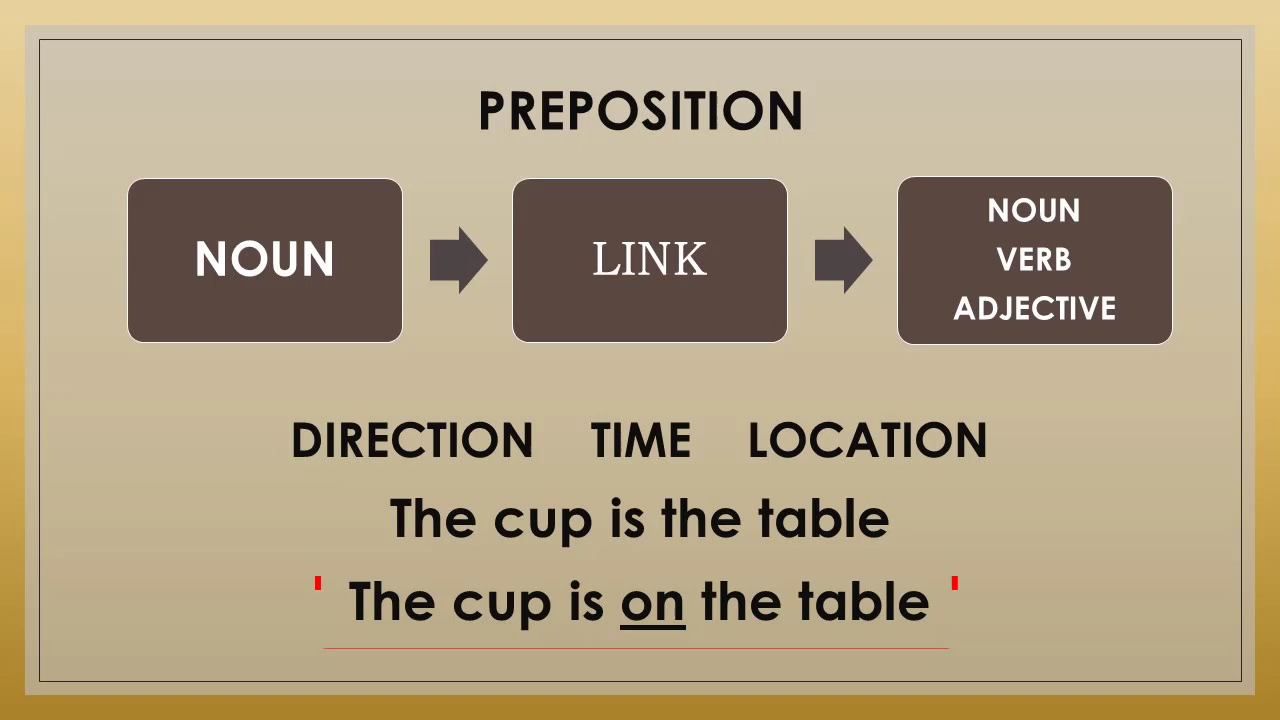 PREPOSITION
NOUN
LINK
NOUN
VERB
ADJECTIVE
DIRECTION TIME LOCATION
The cup is the table
' The cup is on the table '